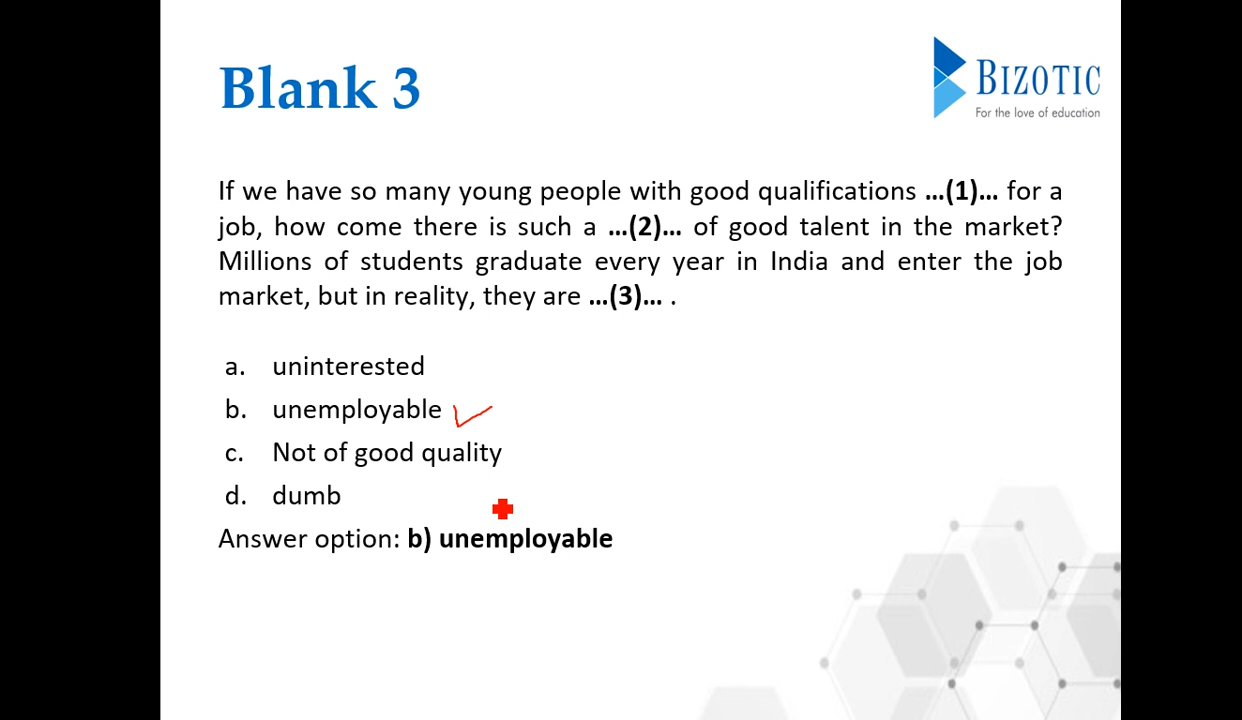 Blank 3
BIZOTIC
For the love of education
If we have so many young people with good qualifications ...(1)... for a
job, how come there is such a ...(2)... of good talent in the market?
Millions of students graduate every year in India and enter the job
market, but in reality, they are ...(3)... .
a. uninterested
b. unemployable
c. Not of good quality
d. dumb
Answer option: b) unemployable